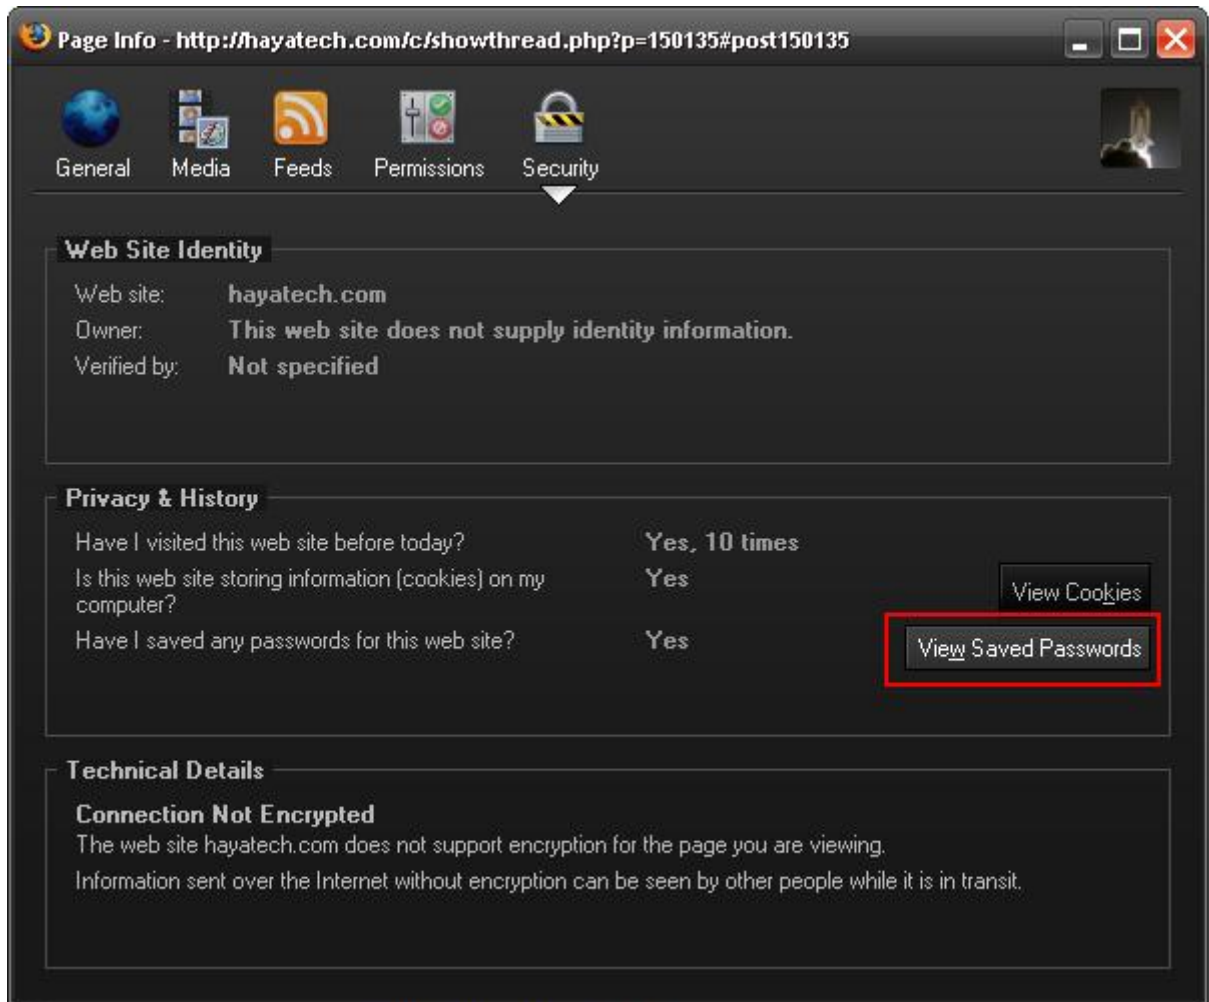 Page Info - http://hayatech.com/c/showthread.php?p=150135#post150135
General Media Feeds Permissions Security
Web Site Identity
Web site: hayatech.com
Owner: This web site does not supply identity information.
Verified by: Not specified
Privacy & History
Have I visited this web site before today? Yes, 10 times
Is this web site storing information (cookies) on my Yes
computer?
View Cookies
Have I saved any passwords for this web site? Yes View Saved Passwords
Technical Details
Connection Not Encrypted
The web site hayatech.com does not support encryption for the page you are viewing.
Information sent over the Internet without encryption can be seen by other people while it is in transit.